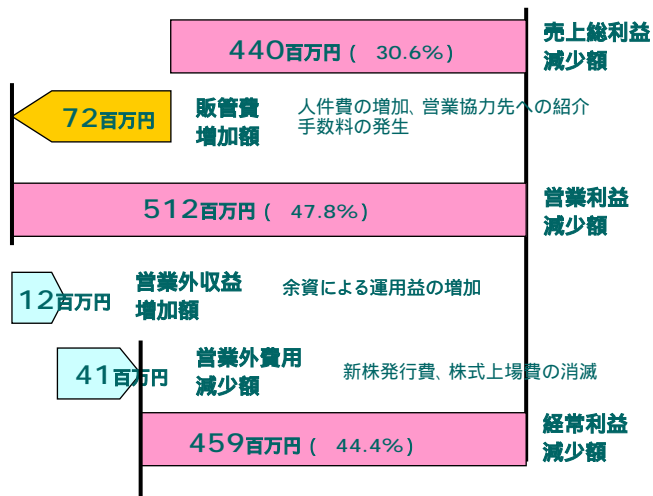 440百万円 ( 30.6% )
売上総利益
減少額
72百万円
販管費
増加額
人件費の増加、営業協力先への紹介
手数料の発生
512百万円 ( 47.8% )
営業利益
減少額
12百万円
営業外収益
増加額
余資による運用益の増加
41百万円
営業外費用
減少額
新株発行費、株式上場費の消滅
459百万円 ( 44.4% )
経常利益
減少額